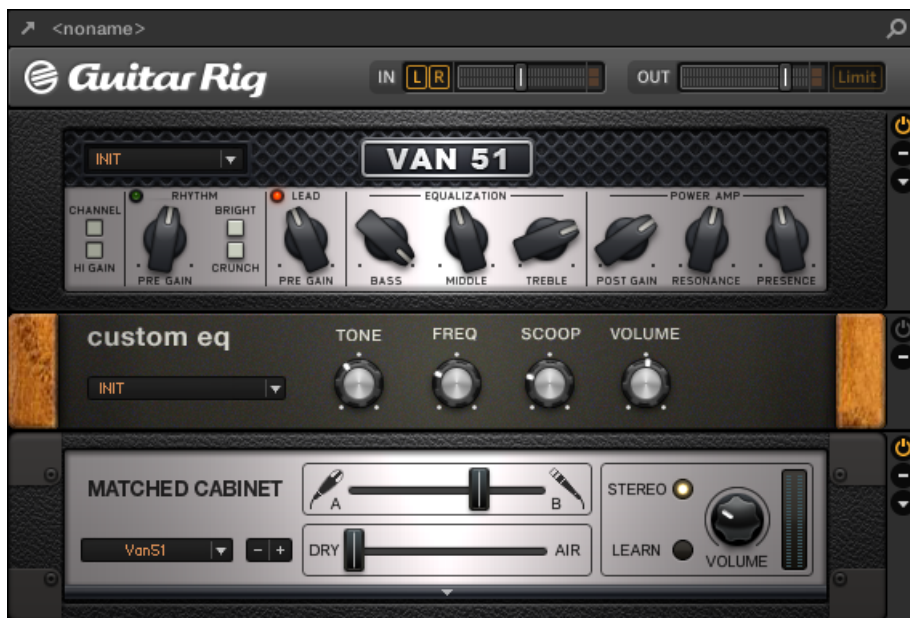 <noname>
Guitar Rig
IN L R OUT Limit
INIT VAN 51
RHYTHM LEAD EQUALIZATION POWER AMP
CHANNEL BRIGHT
HI GAIN CRUNCH
PRE GAIN PRE GAIN BASS MIDDLE TREBLE POST GAIN RESONANCE PRESENCE
custom eq TONE FREQ SCOOP VOLUME
INIT
MATCHED CABINET A B STEREO
Van51 - + DRY AIR LEARN VOLUME